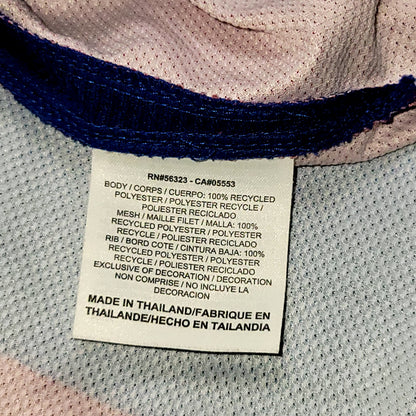 RN#56323 - CA#05553
BODY / CORPS / CUERPO: 100% RECYCLED
POLYESTER / POLYESTER RECYCLE /
POLIESTER RECICLADO
MESH / MAILLE FILET / MALLA: 100%
RECYCLED POLYESTER / POLYESTER
RECYCLE / POLIESTER RECICLADO
RIB / BORD COTE / CINTURA BAJA: 100%
RECYCLED POLYESTER / POLYESTER
RECYCLE / POLIESTER RECICLADO
EXCLUSIVE OF DECORATION / DECORATION
NON COMPRISE / NO INCLUYE LA
DECORACION
MADE IN THAILAND/FABRIQUE EN
THAILANDE/HECHO EN TAILANDIA